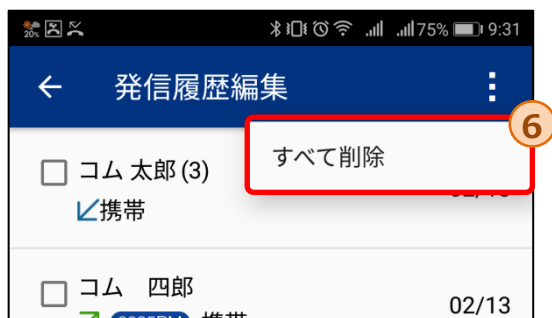 20% 75% 9:31
発信履歴編集
6
すべて削除
コム 太郎 (3)
携帯
コム 四郎
02/13